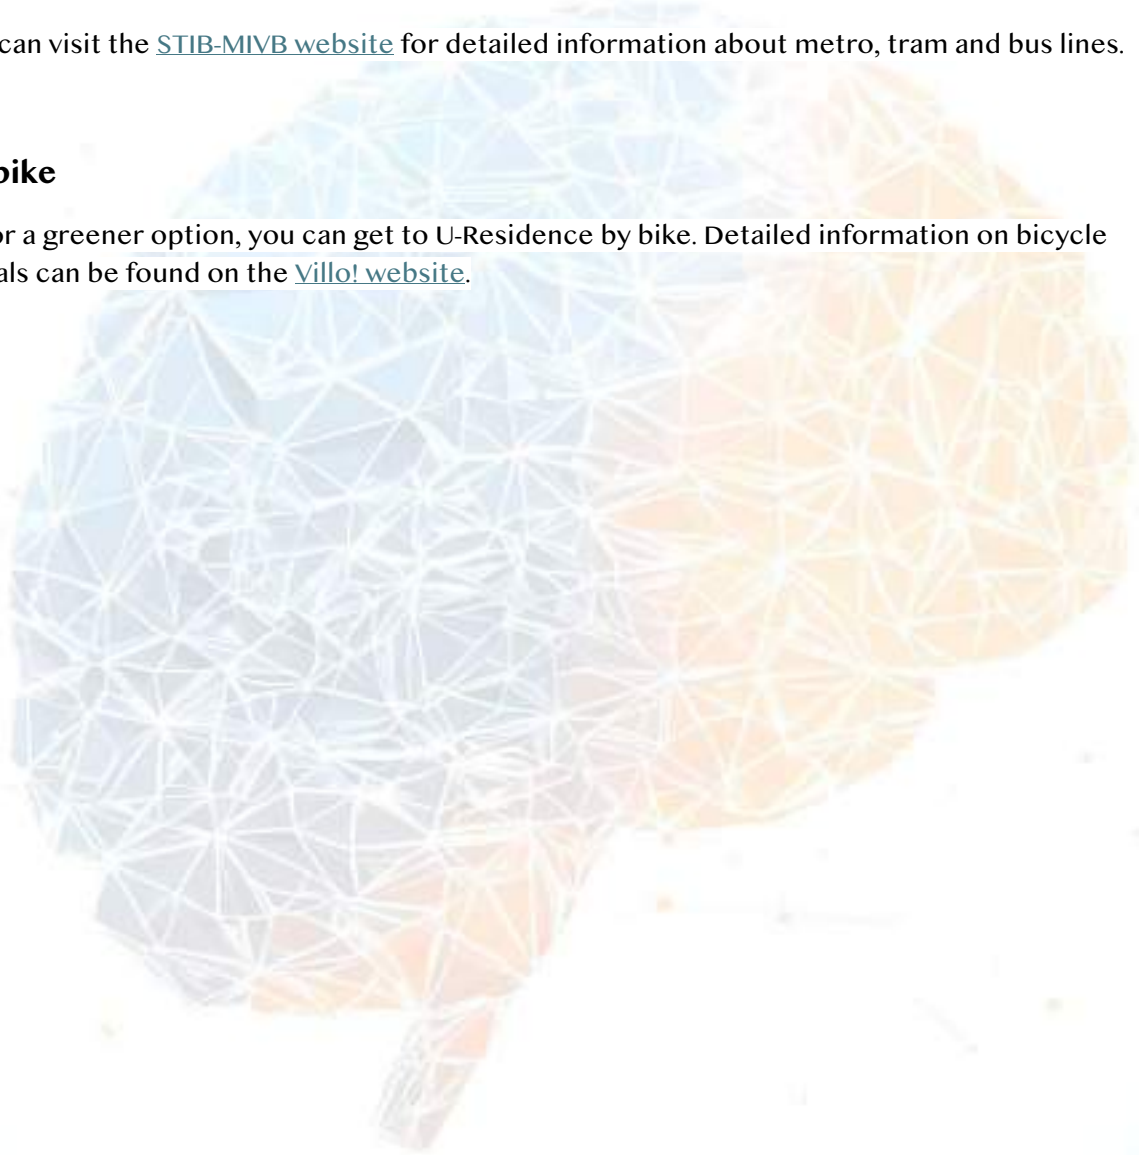 can visit the STIB-MIVB website for detailed information about metro, tram and bus lines.
bike
or a greener option, you can get to U-Residence by bike. Detailed information on bicycle
als can be found on the Villo! website.